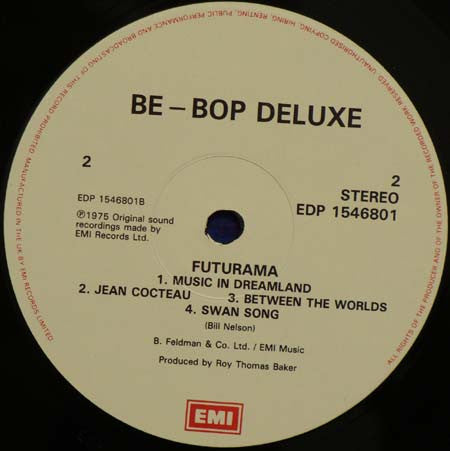 BE – BOP DELUXE
2
2
STEREO
EDP 1546801B
EDP 1546801
℗1975 Original sound
recordings made by
EMI Records Ltd.
FUTURAMA
1. MUSIC IN DREAMLAND
2. JEAN COCTEAU 3. BETWEEN THE WORLDS
4. SWAN SONG
(Bill Nelson)
B. Feldman & Co. Ltd. / EMI Music
Produced by Roy Thomas Baker
EMI
ALL RIGHTS OF THE PRODUCER AND OF THE OWNER OF THE RECORDED WORK RESERVED. UNAUTHORISED COPYING, HIRING, RENTING, PUBLIC PERFORMANCE AND BROADCASTING OF THIS RECORD PROHIBITED. MANUFACTURED IN THE UK BY EMI RECORDS LIMITED.